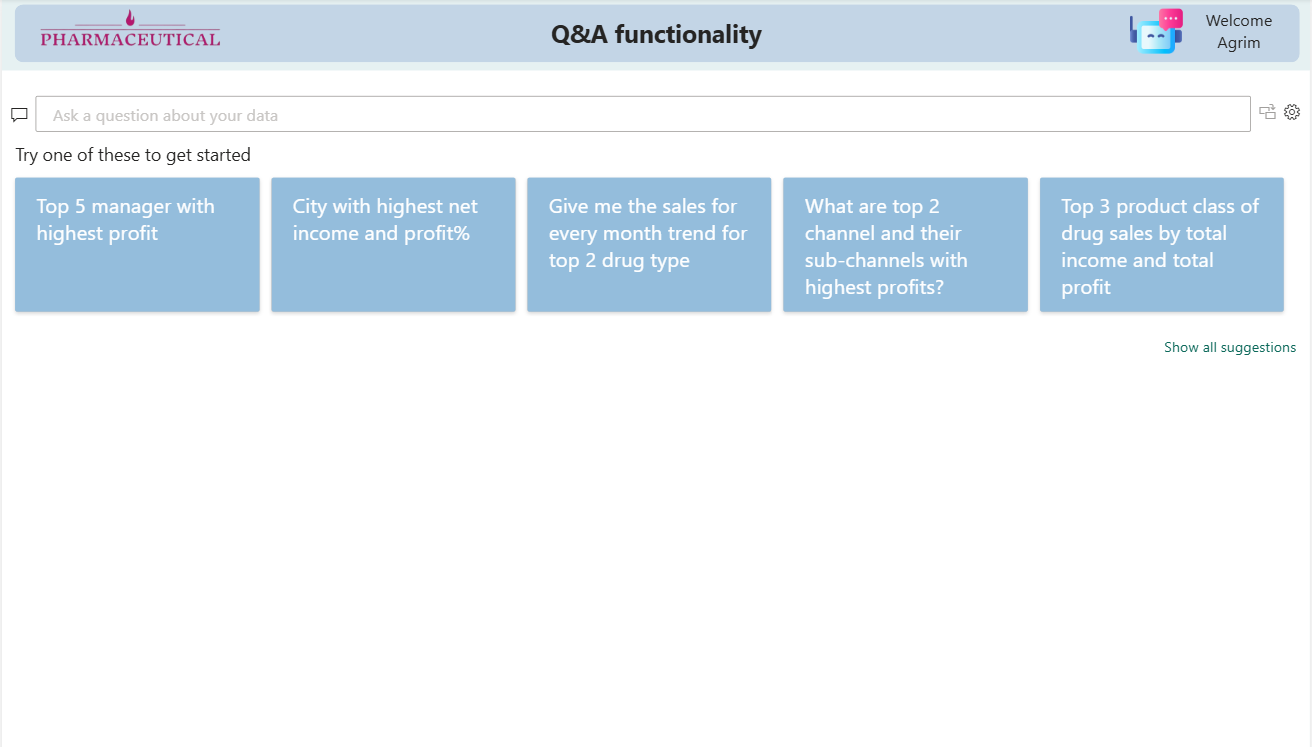 PHARMACEUTICAL
Q&A functionality
Welcome
Agrim
Ask a question about your data
Try one of these to get started
Top 5 manager with
highest profit
City with highest net
income and profit%
Give me the sales for
every month trend for
top 2 drug type
What are top 2
channel and their
sub-channels with
highest profits?
Top 3 product class of
drug sales by total
income and total
profit
Show all suggestions